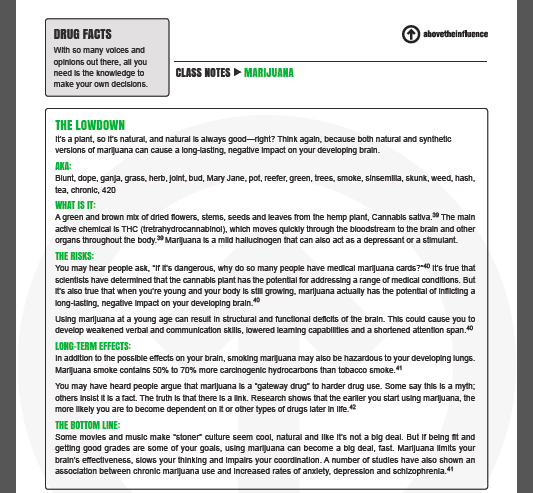 DRUG FACTS
With so many voices and
opinions out there, all you
need is the knowledge to
make your own decisions.
abovetheinfluence
CLASS NOTES ▶ MARIJUANA
THE LOWDOWN
It's a plant, so it's natural, and natural is always good—right? Think again, because both natural and synthetic
versions of marijuana can cause a long-lasting, negative impact on your developing brain.
AKA:
Blunt, dope, ganja, grass, herb, joint, bud, Mary Jane, pot, reefer, green, trees, smoke, sinsemilla, skunk, weed, hash,
tea, chronic, 420
WHAT IS IT:
A green and brown mix of dried flowers, stems, seeds and leaves from the hemp plant, Cannabis sativa.39 The main
active chemical is THC (tretrahydrocannabinol), which moves quickly through the bloodstream to the brain and other
organs throughout the body.39 Marijuana is a mild hallucinogen that can also act as a depressant or a stimulant.
THE RISKS:
You may hear people ask, "If it's dangerous, why do so many people have medical marijuana cards?"40 It's true that
scientists have determined that the cannabis plant has the potential for addressing a range of medical conditions. But
it's also true that when you're young and your body is still growing, marijuana actually has the potential of inflicting a
long-lasting, negative impact on your developing brain.40
Using marijuana at a young age can result in structural and functional deficits of the brain. This could cause you to
develop weakened verbal and communication skills, lowered learning capabilities and a shortened attention span.40
LONG-TERM EFFECTS:
In addition to the possible effects on your brain, smoking marijuana may also be hazardous to your developing lungs.
Marijuana smoke contains 50% to 70% more carcinogenic hydrocarbons than tobacco smoke.41
You may have heard people argue that marijuana is a "gateway drug" to harder drug use. Some say this is a myth;
others insist it is a fact. The truth is that there is a link. Research shows that the earlier you start using marijuana, the
more likely you are to become dependent on it or other types of drugs later in life.42
THE BOTTOM LINE:
Some movies and music make "stoner" culture seem cool, natural and like it's not a big deal. But if being fit and
getting good grades are some of your goals, using marijuana can become a big deal, fast. Marijuana limits your
brain's effectiveness, slows your thinking and impairs your coordination. A number of studies have also shown an
association between chronic marijuana use and increased rates of anxiety, depression and schizophrenia.41